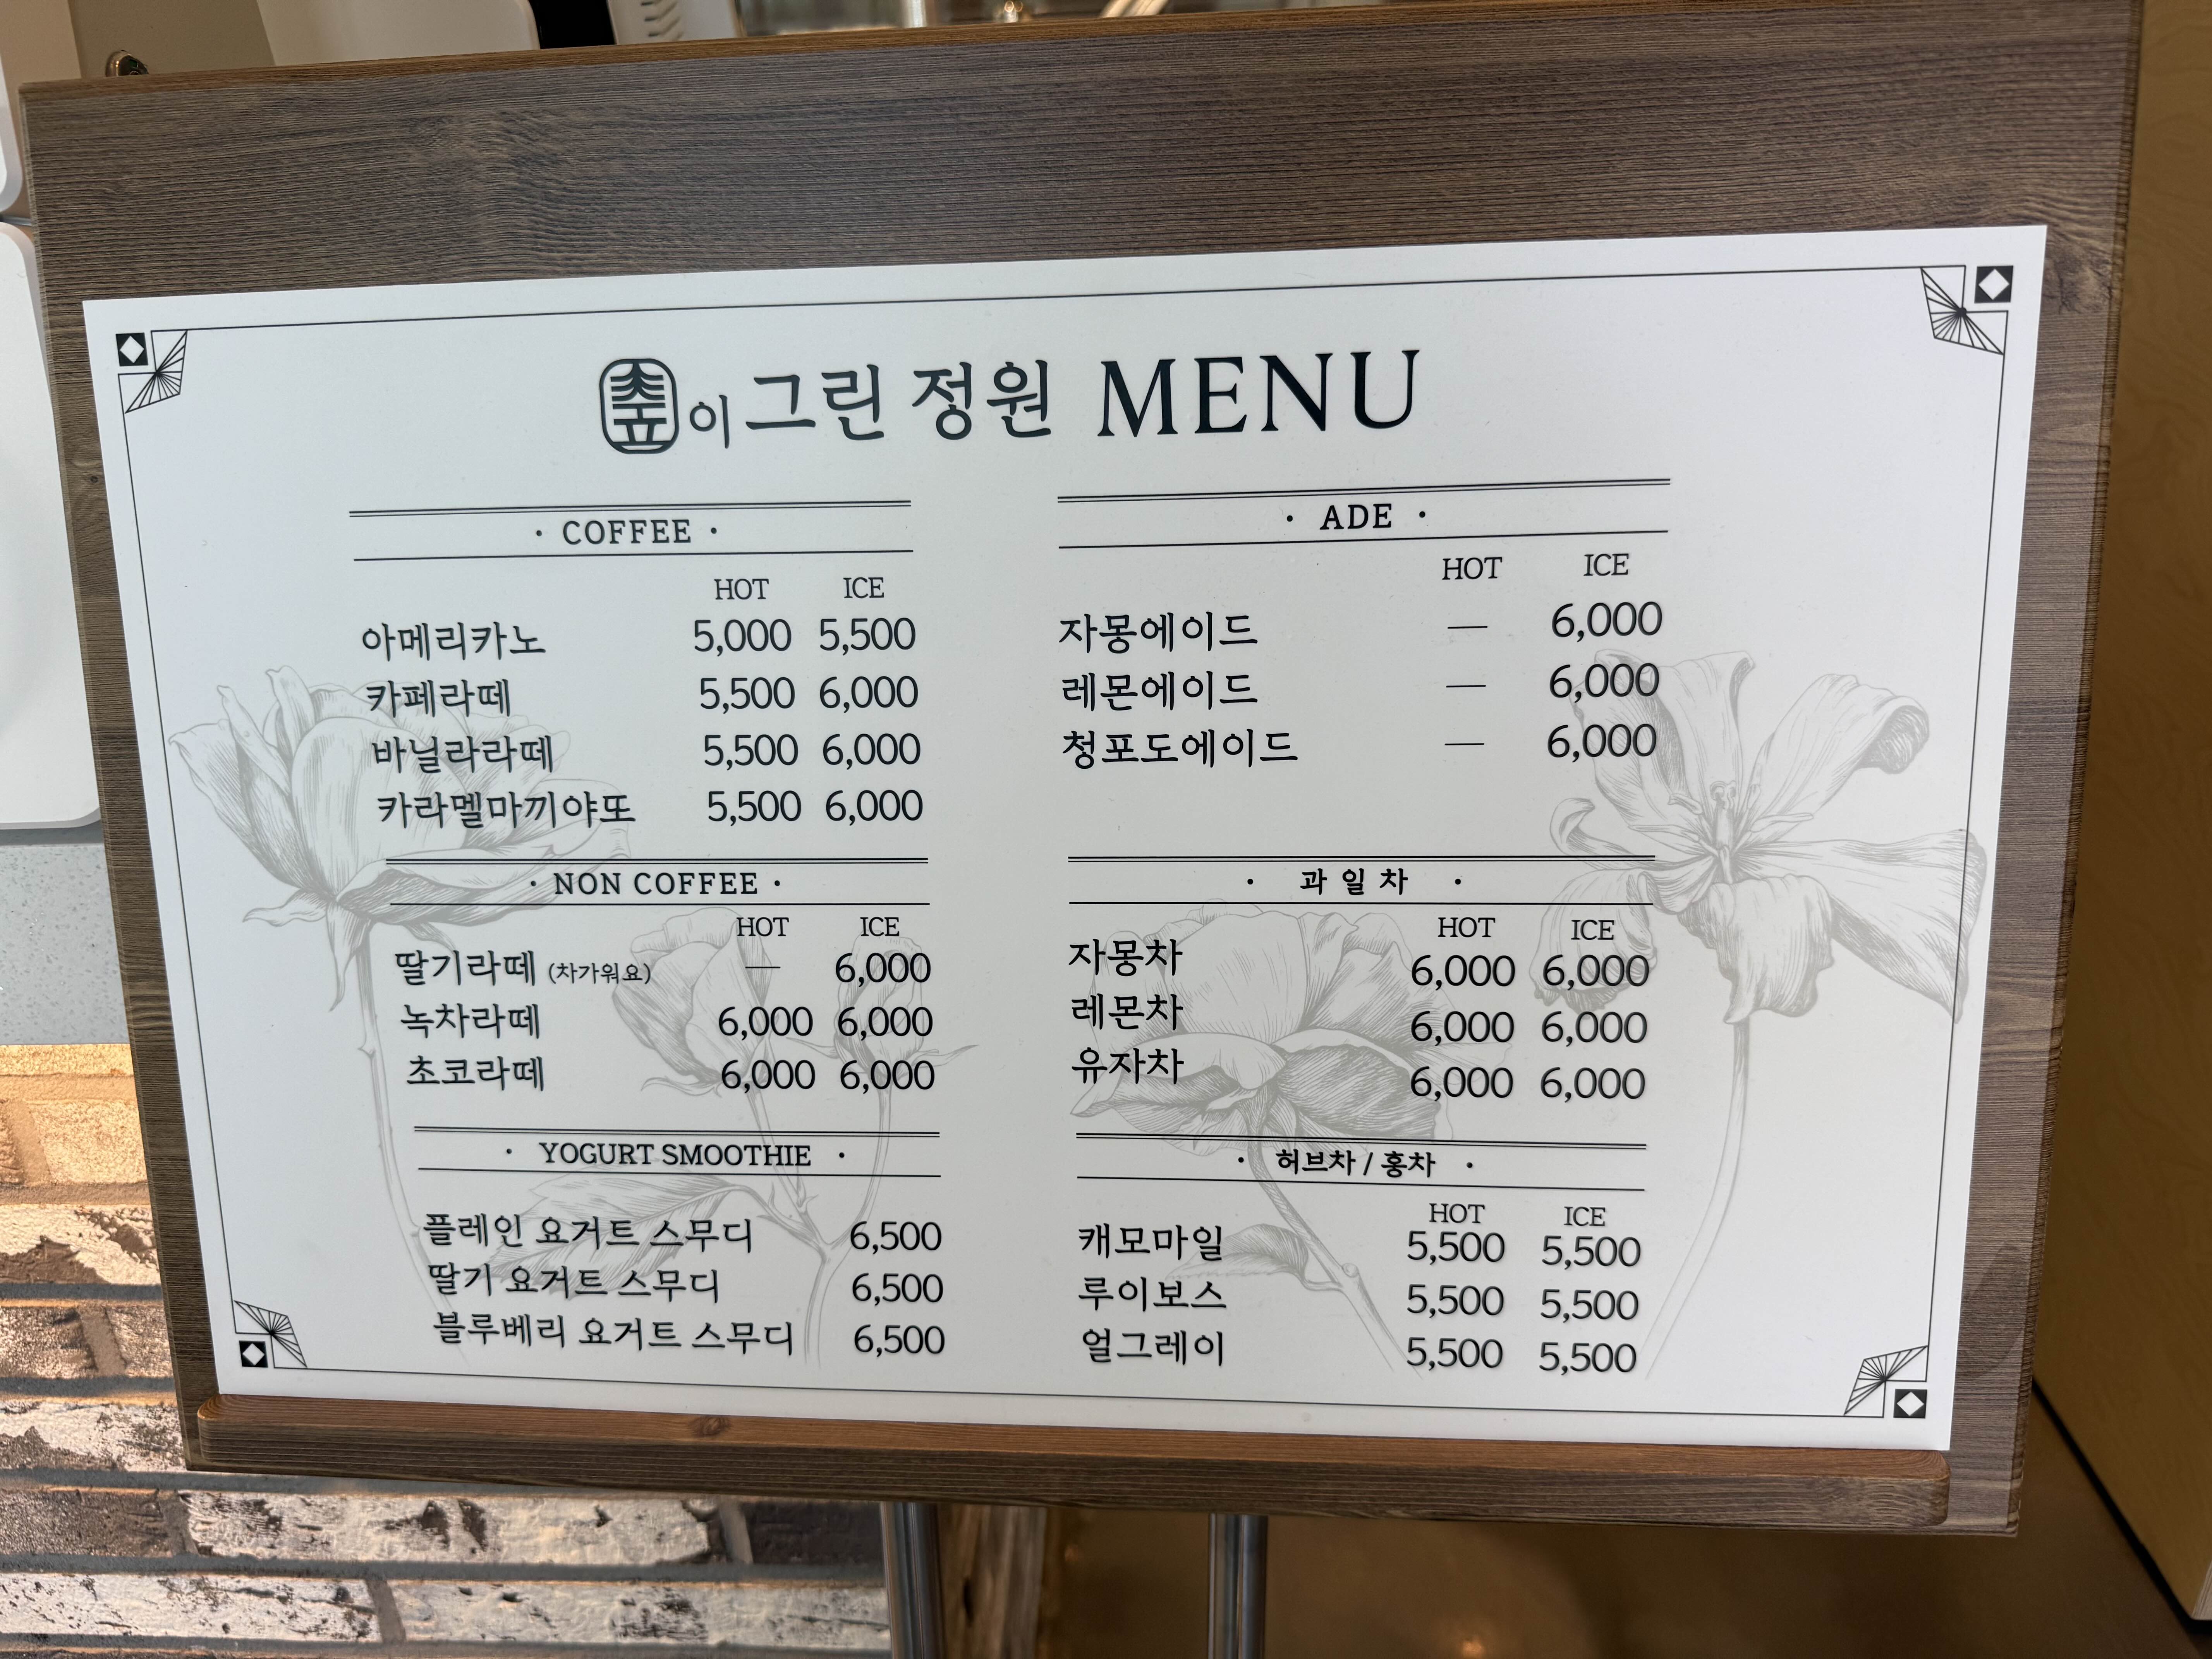 숲이그린 정원 MENU
· COFFEE ·
HOT ICE
아메리카노 5,000 5,500
카페라떼 5,500 6,000
바닐라라떼 5,500 6,000
카라멜마끼야또 5,500 6,000
· NON COFFEE ·
HOT ICE
딸기라떼 (차가워요) — 6,000
녹차라떼 6,000 6,000
초코라떼 6,000 6,000
· YOGURT SMOOTHIE ·
플레인 요거트 스무디 6,500
딸기 요거트 스무디 6,500
블루베리 요거트 스무디 6,500
· ADE ·
HOT ICE
자몽에이드 — 6,000
레몬에이드 — 6,000
청포도에이드 — 6,000
· 과일차 ·
HOT ICE
자몽차 6,000 6,000
레몬차 6,000 6,000
유자차 6,000 6,000
· 허브차 / 홍차 ·
HOT ICE
캐모마일 5,500 5,500
루이보스 5,500 5,500
얼그레이 5,500 5,500